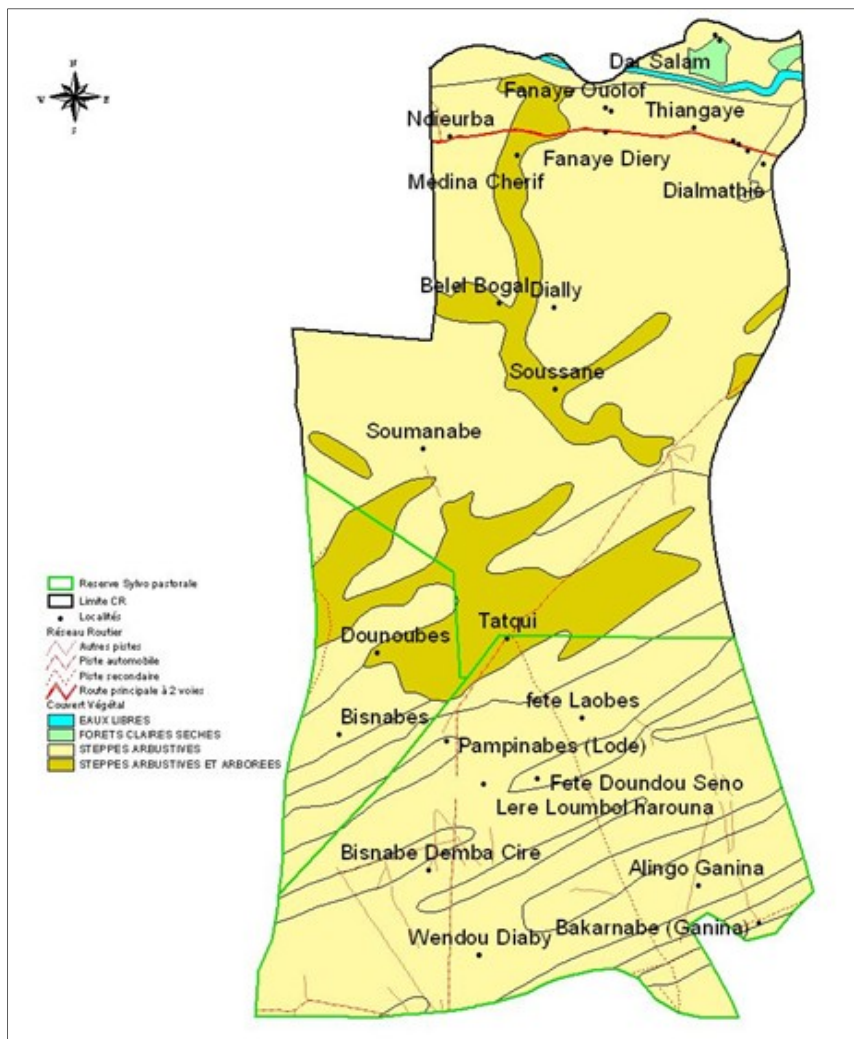 N
W E
S
Dar Salam
Fanaye Ouolof
Thiangaye
Ndieurba
Fanaye Diery
Medina Cherif
Dialmathie
Belel Bogal
Dially
Soussane
Soumanabe
Reserve Sylvo pastorale
Limite CR
Localités
Réseau Routier
Autres pistes
Piste automobile
Piste secondaire
Route principale à 2 voies
Couvert Végétal
EAUX LIBRES
FORETS CLAIRES SECHES
STEPPES ARBUSTIVES
STEPPES ARBUSTIVES ET ARBOREES
Tatqui
Dounoubes
fete Laobes
Bisnabes
Pampinabes (Lode)
Fete Doundou Seno
Lere Loumbol harouna
Bisnabe Demba Cire
Alingo Ganina
Bakarnabe (Ganina)
Wendou Diaby